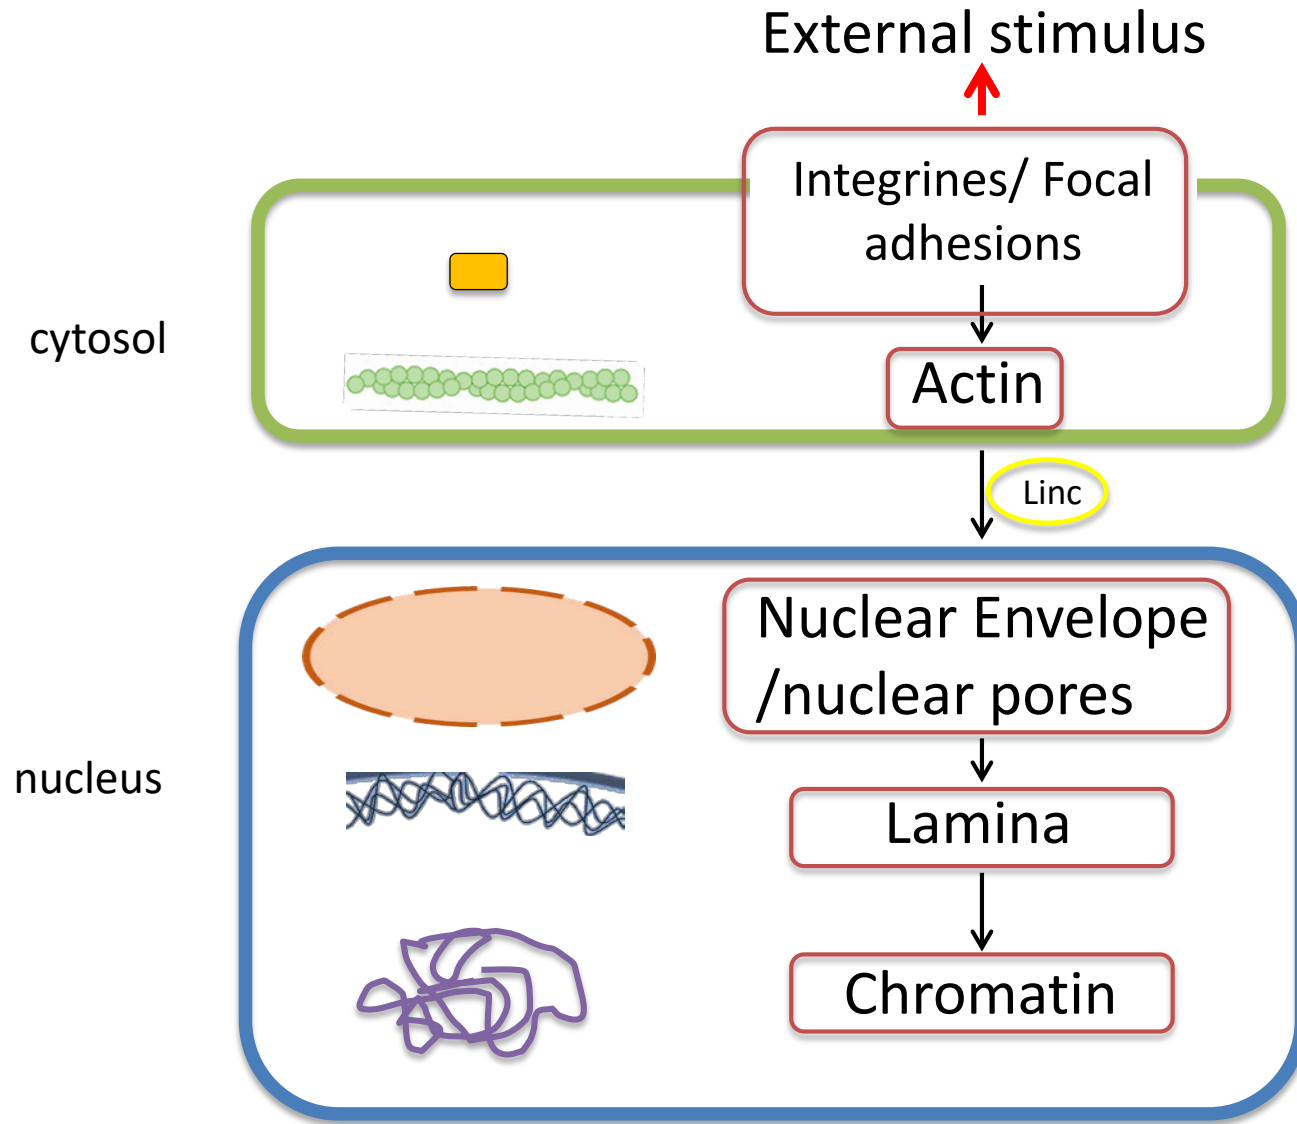 External stimulus
Integrines/ Focal
adhesions
cytosol
Actin
Linc
Nuclear Envelope
/nuclear pores
nucleus
Lamina
Chromatin